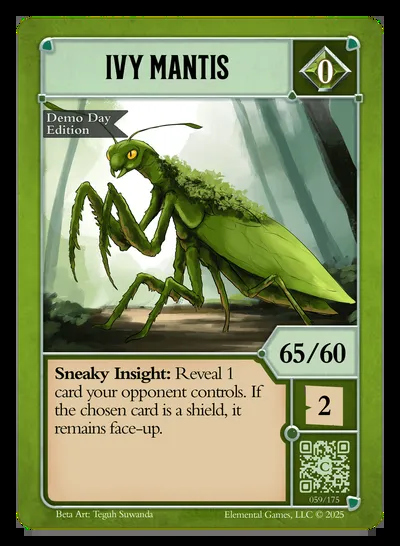 IVY MANTIS
0
Demo Day
Edition
65/60
Sneaky Insight: Reveal 1
card your opponent controls. If
the chosen card is a shield, it
remains face-up.
2
C
059/175
Beta Art: Teguh Suwanda
Elemental Games, LLC © 2025